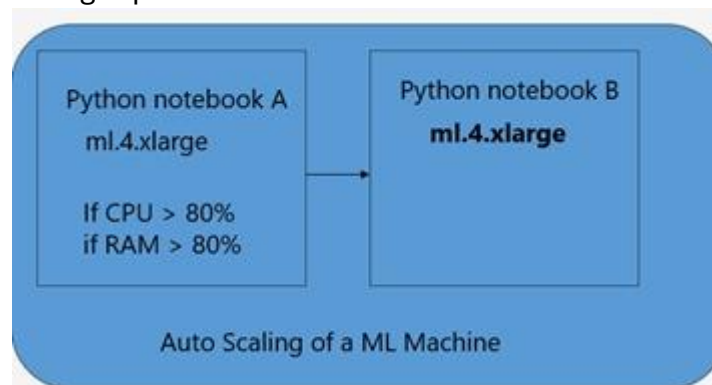 Python notebook A
ml.4.xlarge
If CPU > 80%
if RAM > 80%
Python notebook B
ml.4.xlarge
Auto Scaling of a ML Machine